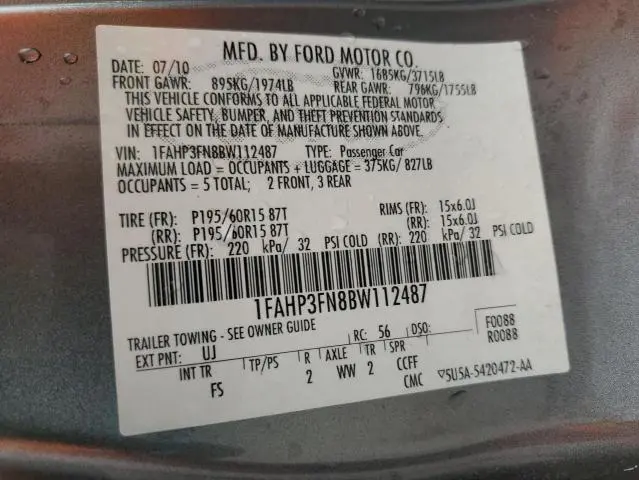 MFD. BY FORD MOTOR CO.
DATE: 07/10 GVWR: 1685KG/3715LB
FRONT GAWR: 895KG/1974LB REAR GAWR: 796KG/1755LB
THIS VEHICLE CONFORMS TO ALL APPLICABLE FEDERAL MOTOR
VEHICLE SAFETY, BUMPER, AND THEFT PREVENTION STANDARDS
IN EFFECT ON THE DATE OF MANUFACTURE SHOWN ABOVE.
VIN: 1FAHP3FN8BW112487 TYPE: Passenger Car
MAXIMUM LOAD = OCCUPANTS + LUGGAGE = 375KG/ 827LB
OCCUPANTS = 5 TOTAL; 2 FRONT, 3 REAR
TIRE (FR): P195/60R15 87T RIMS (FR): 15x6.0J
(RR): P195/60R15 87T (RR): 15x6.0J
PRESSURE (FR): 220 kPa/ 32 PSI COLD (RR): 220 kPa/ 32 PSI COLD
1FAHP3FN8BW112487
TRAILER TOWING - SEE OWNER GUIDE
EXT PNT: UJ RC: 56 DSO: F0088
R0088
INT TR TP/PS R AXLE TR SPR
FS 2 WW 2 CCFF
CMC ▽5U5A-5420472-AA